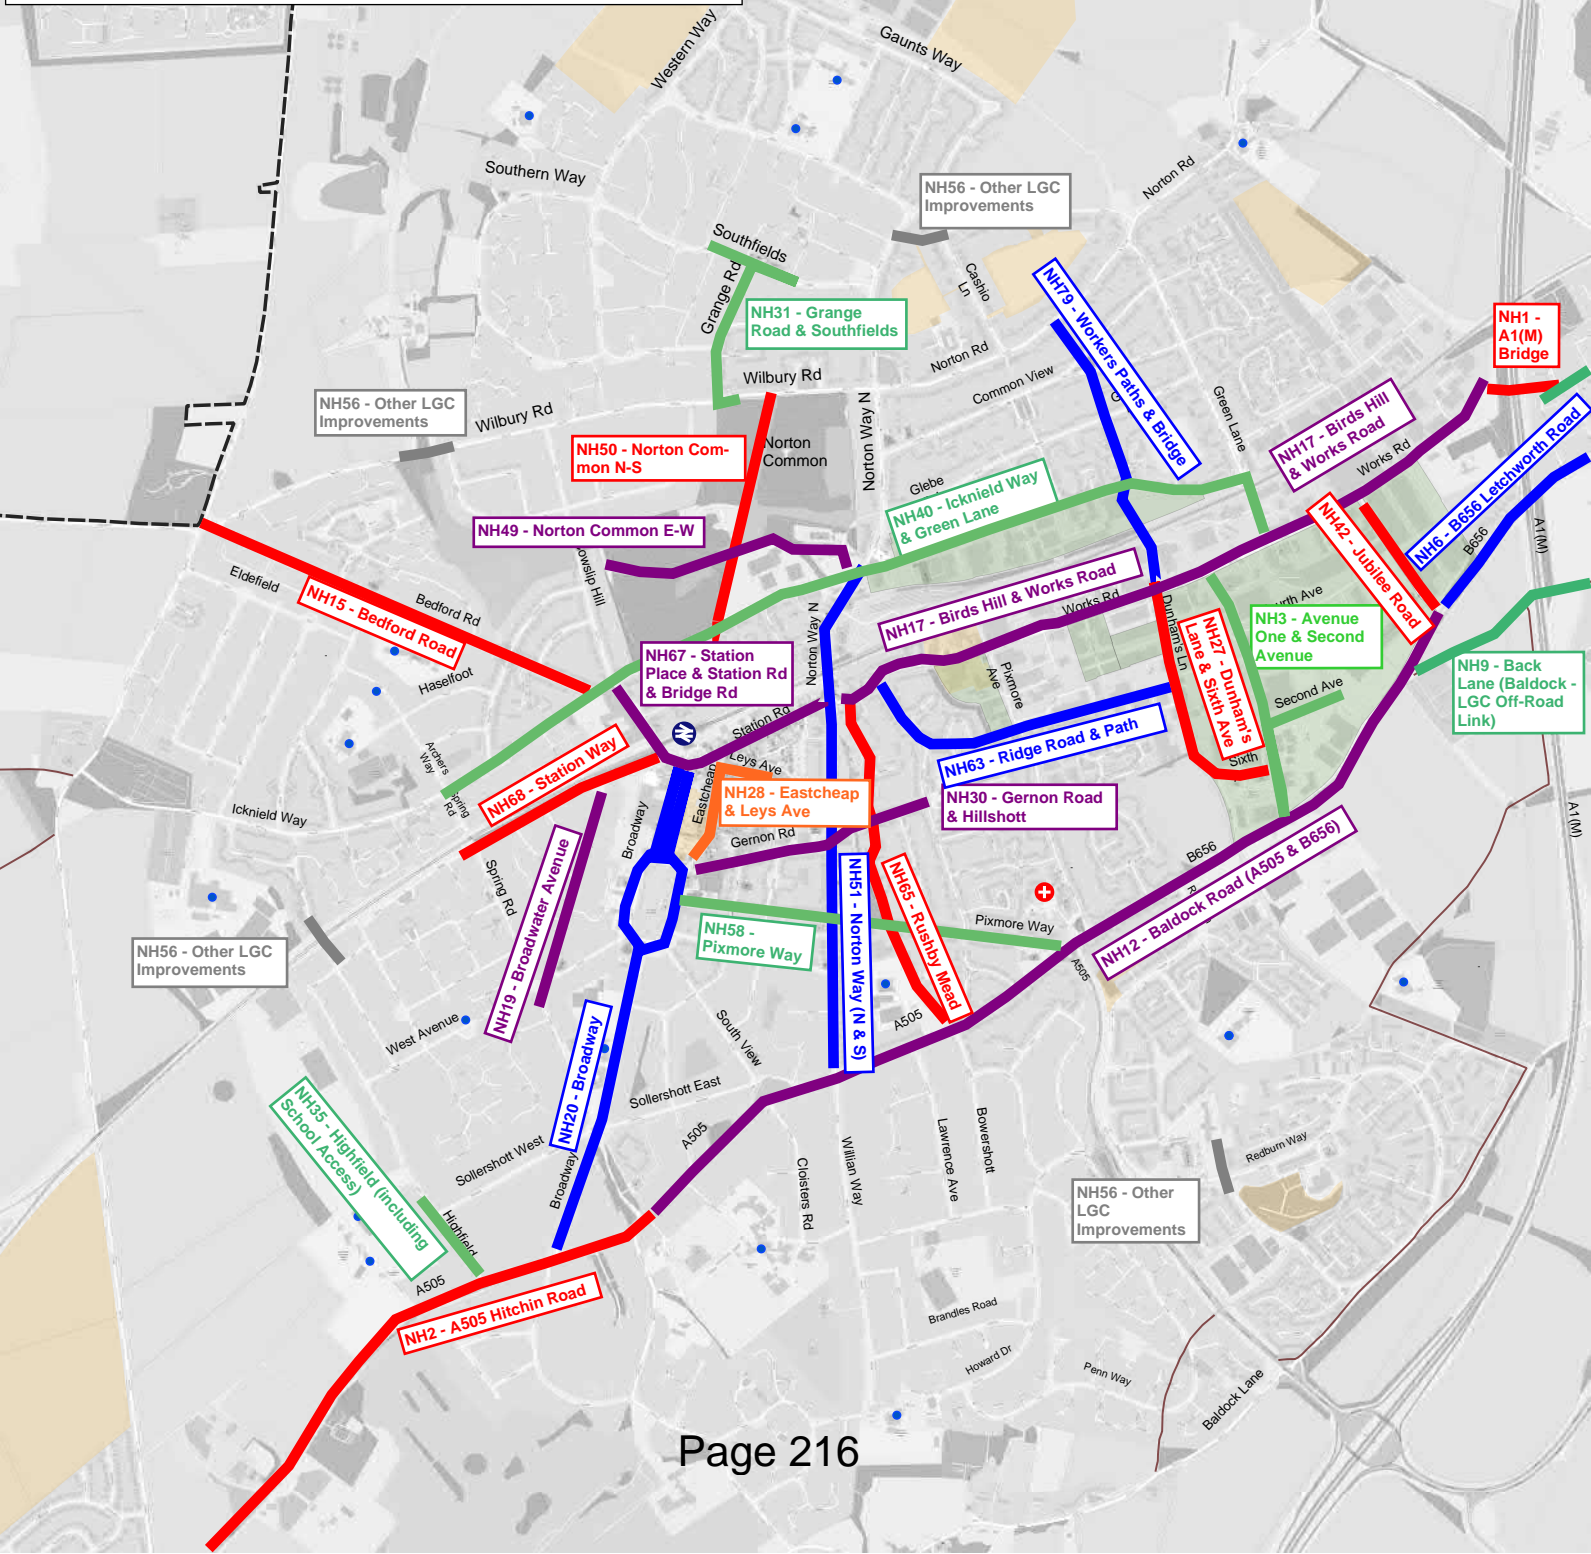 Western Way
Gaunts Way
Southern Way
Norton Rd
NH56 - Other LGC
Improvements
Southfields
Grange Rd
Cashio
Ln
NH79 - Workers Paths & Bridge
NH31 - Grange
Road & Southfields
NH1 -
A1(M)
Bridge
Norton Rd
Wilbury Rd
Common View
Green Lane
NH56 - Other LGC
Improvements
Wilbury Rd
Norton Way N
NH17 - Birds Hill
& Works Road
Works Rd
NH6 - B656 Letchworth Road
NH50 - Norton Com-
mon N-S
Norton
Common
Glebe
NH40 - Icknield Way
& Green Lane
NH49 - Norton Common E-W
NH42 - Jubilee Road
B656
A1(M)
Eldefield
Bedford Rd
NH15 - Bedford Road
Haselfoot
NH17 - Birds Hill & Works Road
Works Rd
Dunham's Ln
NH27 - Dunham's
Lane & Sixth Ave
NH3 - Avenue
One & Second
Avenue
Second Ave
Sixth
NH9 - Back
Lane (Baldock -
LGC Off-Road
Link)
NH67 - Station
Place & Station Rd
& Bridge Rd
Norton Way N
Station Rd
Pixmore
Ave
NH63 - Ridge Road & Path
Archers
Way
Spring
Rd
NH68 - Station Way
Icknield Way
Leys Ave
Eastcheap
NH28 - Eastcheap
& Leys Ave
NH30 - Gernon Road
& Hillshott
Gernon Rd
Broadway
NH19 - Broadwater Avenue
Spring Rd
A1(M)
B656
NH12 - Baldock Road (A505 & B656)
NH51 - Norton Way (N & S)
NH65 - Rushby Mead
Pixmore Way
NH58 -
Pixmore Way
A505
NH56 - Other LGC
Improvements
West Avenue
NH20 - Broadway
South View
A505
Sollershott East
A505
Sollershott West
Broadway
NH35 - Highfield (including
School Access)
Highfield
A505
NH2 - A505 Hitchin Road
Cloisters Rd
Willian Way
Lawrence Ave
Bowershott
Redburn Way
NH56 - Other
LGC
Improvements
Brandles Road
Howard Dr
Penn Way
Baldock Lane
Page 216